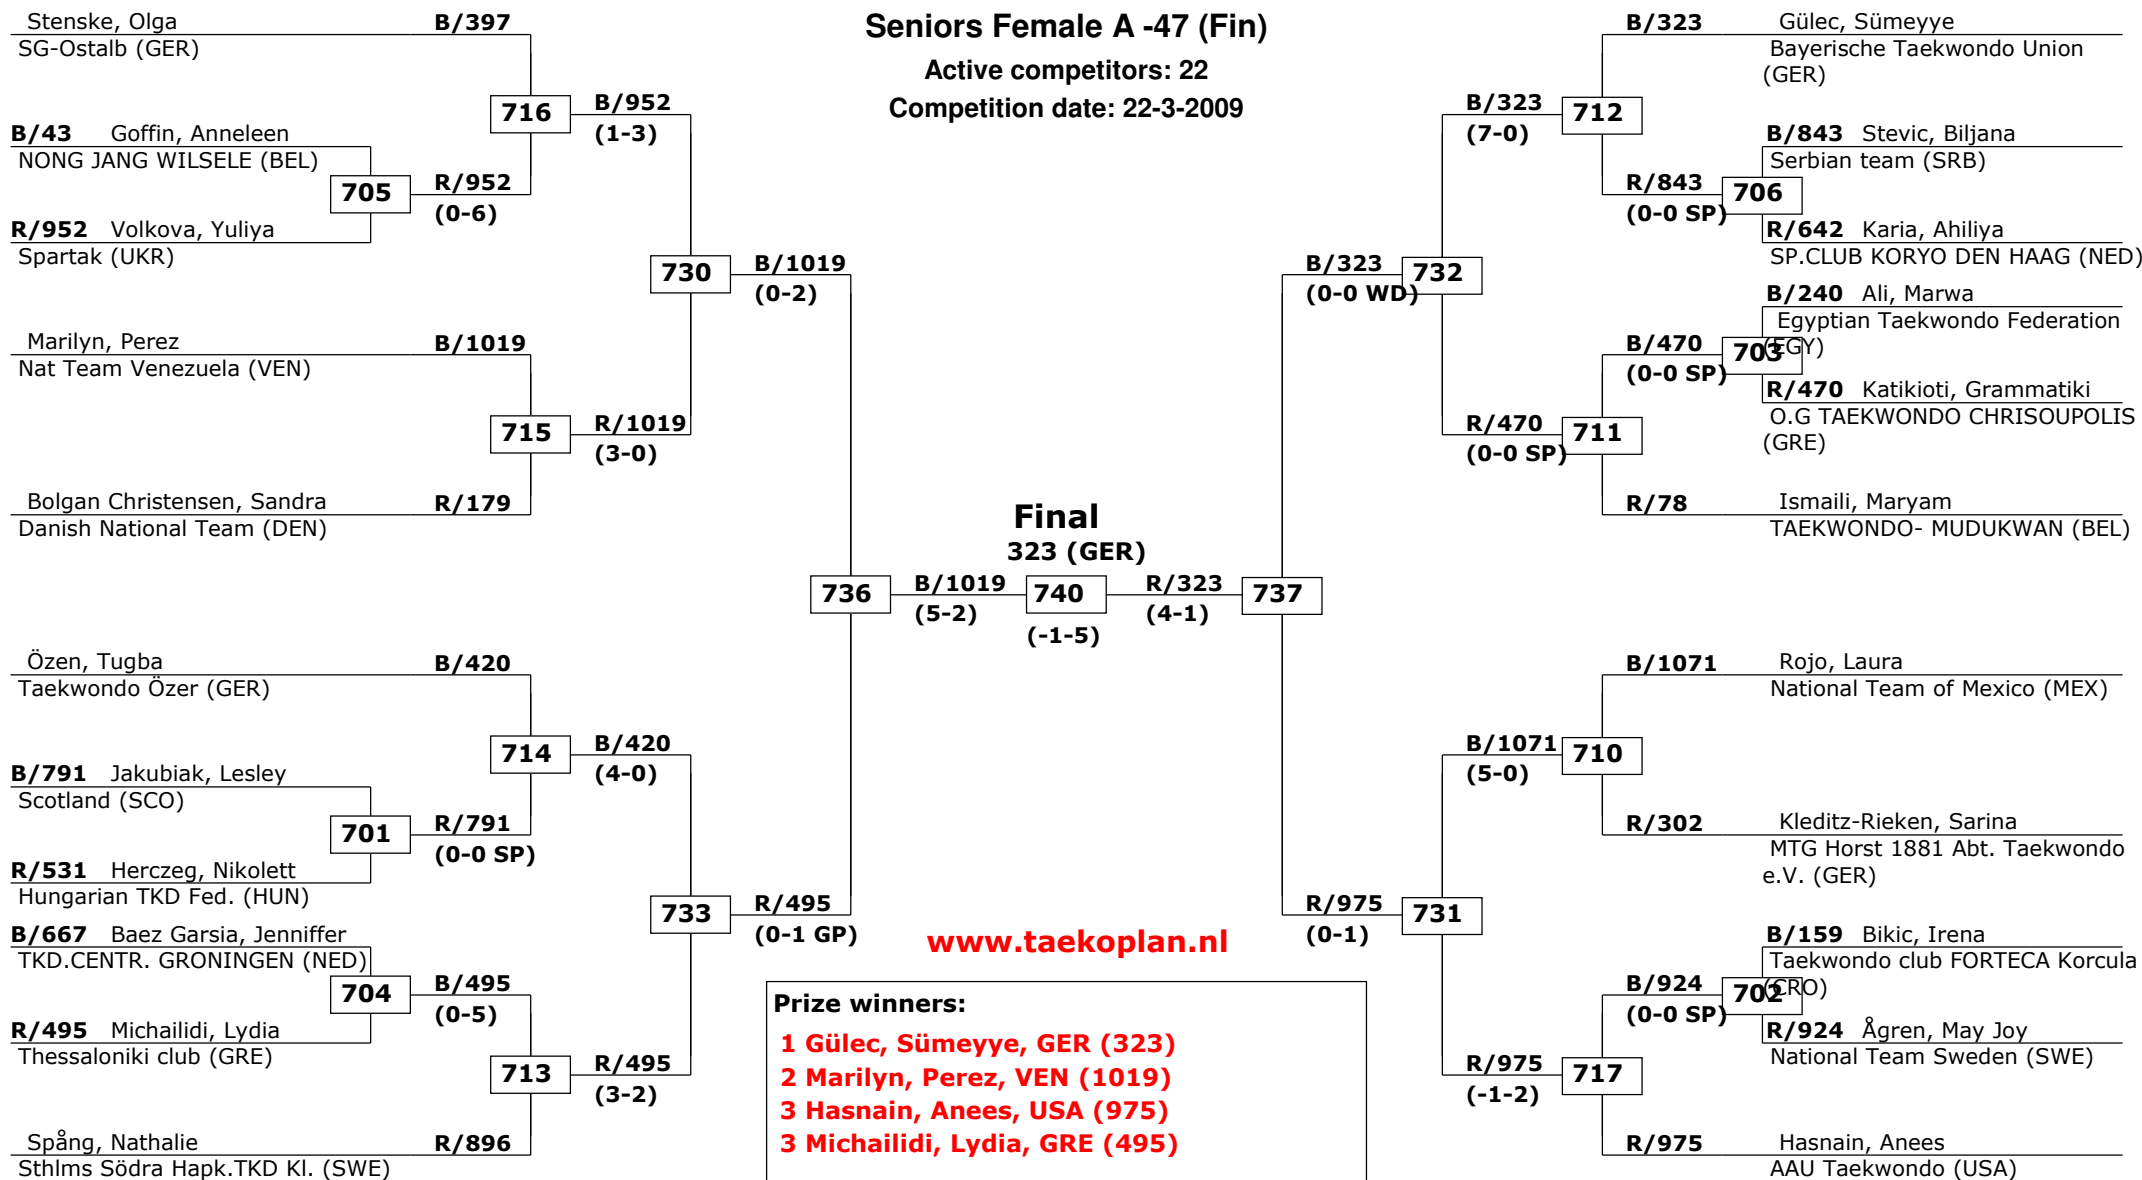 Seniors Female A -47 (Fin)
Active competitors: 22
Competition date: 22-3-2009
Stenske, Olga B/397
SG-Ostalb (GER)
716
B/952
(1-3)
B/43 Goffin, Anneleen
NONG JANG WILSELE (BEL)
705
R/952
(0-6)
R/952 Volkova, Yuliya
Spartak (UKR)
730
B/1019
(0-2)
Marilyn, Perez B/1019
Nat Team Venezuela (VEN)
715
R/1019
(3-0)
Bolgan Christensen, Sandra R/179
Danish National Team (DEN)
736
B/1019
(5-2)
Özen, Tugba B/420
Taekwondo Özer (GER)
714
B/420
(4-0)
B/791 Jakubiak, Lesley
Scotland (SCO)
701
R/791
(0-0 SP)
R/531 Herczeg, Nikolett
Hungarian TKD Fed. (HUN)
733
R/495
(0-1 GP)
B/667 Baez Garsia, Jenniffer
TKD.CENTR. GRONINGEN (NED)
704
B/495
(0-5)
R/495 Michailidi, Lydia
Thessaloniki club (GRE)
713
R/495
(3-2)
Spång, Nathalie R/896
Sthlms Södra Hapk.TKD Kl. (SWE)
Final
323 (GER)
740
(-1-5)
R/323
(4-1)
737
B/323 Gülec, Sümeyye
Bayerische Taekwondo Union
(GER)
B/323
(7-0)
712
B/843 Stevic, Biljana
Serbian team (SRB)
R/843
(0-0 SP)
706
R/642 Karia, Ahiliya
SP.CLUB KORYO DEN HAAG (NED)
B/323
(0-0 WD)
732
B/240 Ali, Marwa
Egyptian Taekwondo Federation
(EGY)
B/470
(0-0 SP)
703
R/470 Katikioti, Grammatiki
O.G TAEKWONDO CHRISOUPOLIS
(GRE)
R/470
(0-0 SP)
711
R/78 Ismaili, Maryam
TAEKWONDO- MUDUKWAN (BEL)
B/1071 Rojo, Laura
National Team of Mexico (MEX)
B/1071
(5-0)
710
R/302 Kleditz-Rieken, Sarina
MTG Horst 1881 Abt. Taekwondo
e.V. (GER)
R/975
(0-1)
731
B/159 Bikic, Irena
Taekwondo club FORTECA Korcula
(CRO)
B/924
(0-0 SP)
702
R/924 Ågren, May Joy
National Team Sweden (SWE)
R/975
(-1-2)
717
R/975 Hasnain, Anees
AAU Taekwondo (USA)
www.taekoplan.nl
Prize winners:
1 Gülec, Sümeyye, GER (323)
2 Marilyn, Perez, VEN (1019)
3 Hasnain, Anees, USA (975)
3 Michailidi, Lydia, GRE (495)